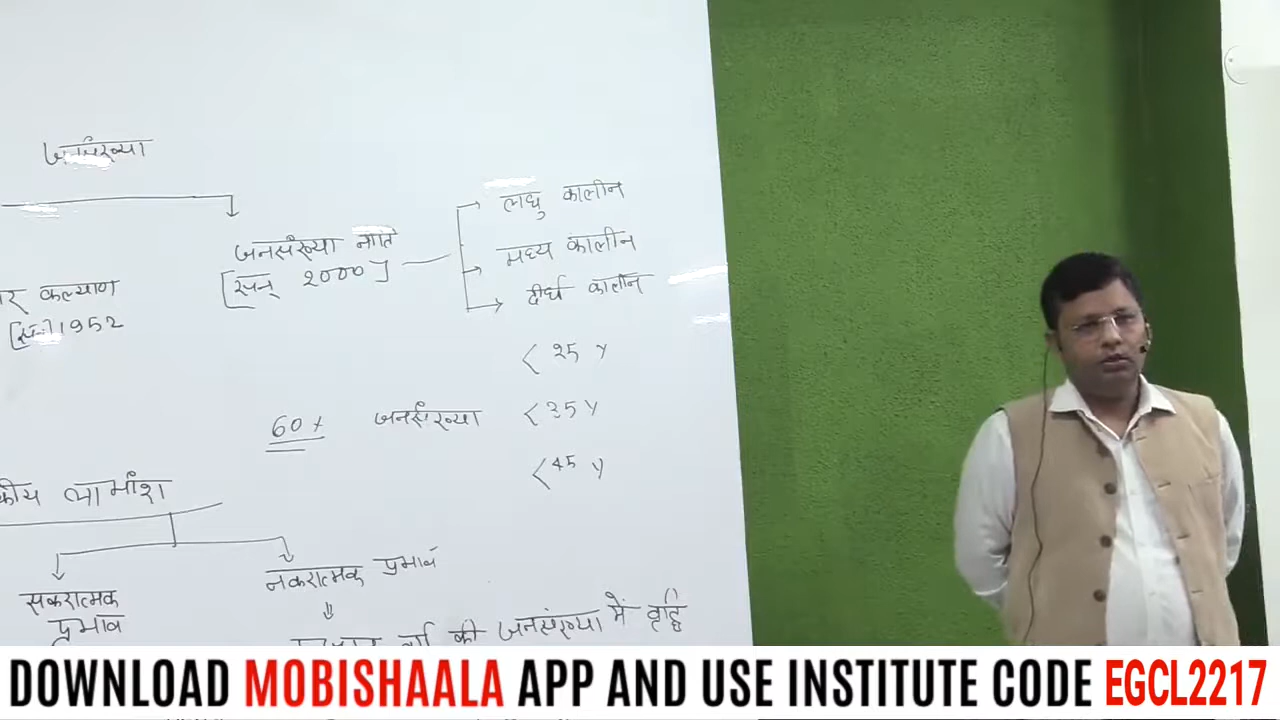 जनसंख्या
जनसंख्या नीति
[सन् 2000]
लघु कालीन
मध्य कालीन
दीर्घ कालीन
कल्याण
[सन्] 1952
< 25 Y
60% जनसंख्या < 35 Y
< 45 Y
लाभांश
सकरात्मक प्रभाव
नकरात्मक प्रभाव
की जनसंख्या में वृद्धि
DOWNLOAD MOBISHAALA APP AND USE INSTITUTE CODE EGCL2217